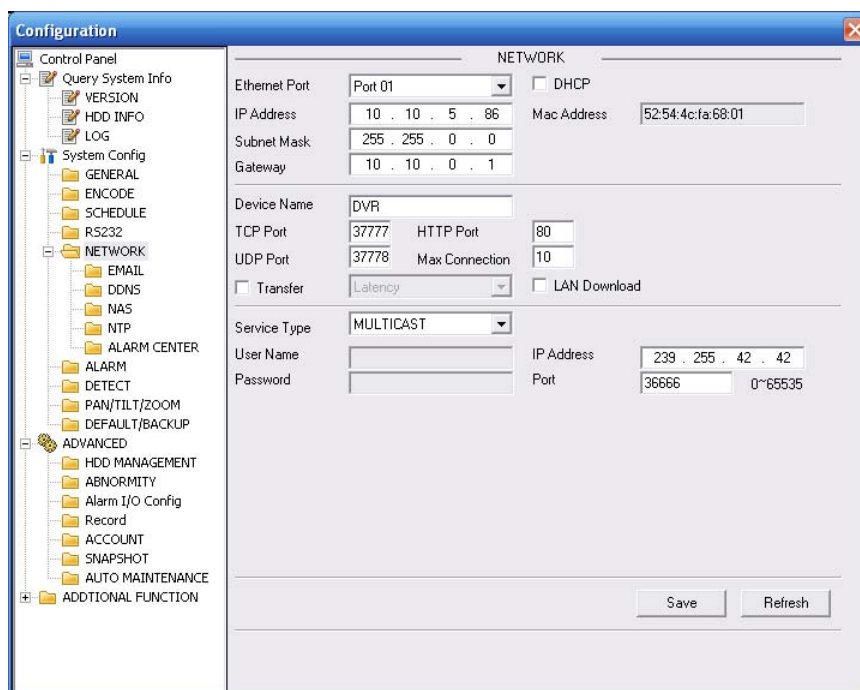 Configuration
Control Panel
Query System Info
VERSION
HDD INFO
LOG
System Config
GENERAL
ENCODE
SCHEDULE
RS232
NETWORK
EMAIL
DDNS
NAS
NTP
ALARM CENTER
ALARM
DETECT
PAN/TILT/ZOOM
DEFAULT/BACKUP
ADVANCED
HDD MANAGEMENT
ABNORMITY
Alarm I/O Config
Record
ACCOUNT
SNAPSHOT
AUTO MAINTENANCE
ADDTIONAL FUNCTION
NETWORK
Ethernet Port Port 01 DHCP
IP Address 10 . 10 . 5 . 86 Mac Address 52:54:4c:fa:68:01
Subnet Mask 255 . 255 . 0 . 0
Gateway 10 . 10 . 0 . 1
Device Name DVR
TCP Port 37777 HTTP Port 80
UDP Port 37778 Max Connection 10
Transfer Latency LAN Download
Service Type MULTICAST
User Name IP Address 239 . 255 . 42 . 42
Password Port 36666 0~65535
Save Refresh